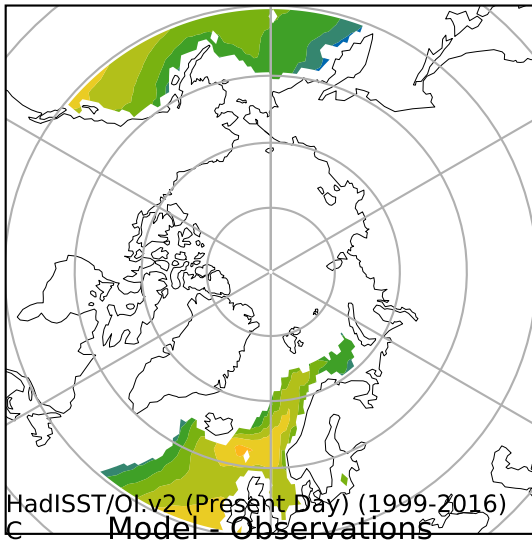 HadISST/OI.v2 (Present Day) (1999-2016)
C Model - Observations